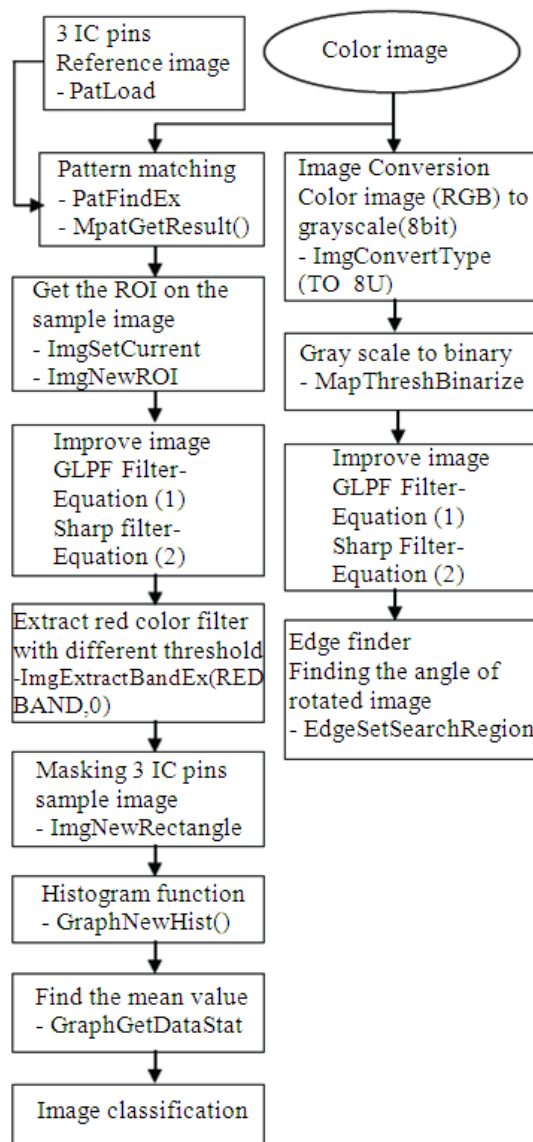 3 IC pins
Reference image
- PatLoad
Color image
Pattern matching
- PatFindEx
- MpatGetResult()
Get the ROI on the
sample image
- ImgSetCurrent
- ImgNewROI
Improve image
GLPF Filter-
Equation (1)
Sharp filter-
Equation (2)
Extract red color filter
with different threshold
-ImgExtractBandEx(RED
BAND,0)
Masking 3 IC pins
sample image
- ImgNewRectangle
Histogram function
- GraphNewHist()
Find the mean value
- GraphGetDataStat
Image classification
Image Conversion
Color image (RGB) to
grayscale(8bit)
- ImgConvertType
(TO_8U)
Gray scale to binary
- MapThreshBinarize
Improve image
GLPF Filter-
Equation (1)
Sharp Filter-
Equation (2)
Edge finder
Finding the angle of
rotated image
- EdgeSetSearchRegion